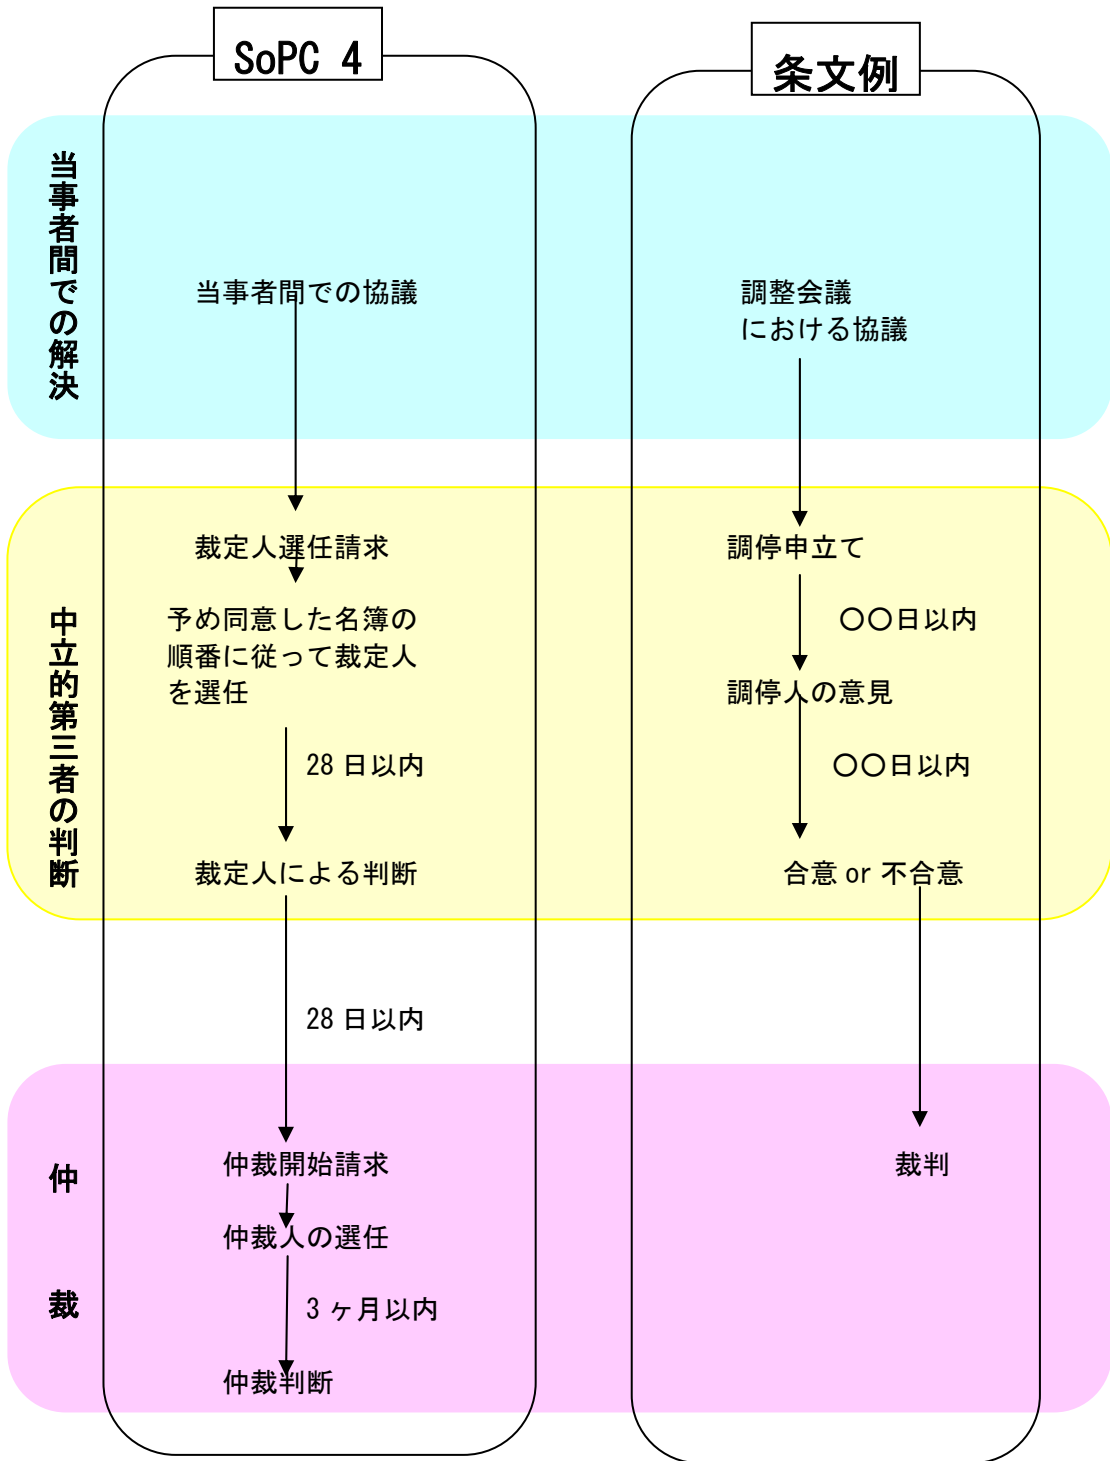 SoPC 4
条文例
当事者間での解決
当事者間での協議
調整会議
における協議
中立的第三者の判断
裁定人選任請求
調停申立て
予め同意した名簿の
順番に従って裁定人
を選任
〇〇日以内
調停人の意見
28 日以内
〇〇日以内
裁定人による判断
合意 or 不合意
28 日以内
仲裁
仲裁開始請求
裁判
仲裁人の選任
3 ヶ月以内
仲裁判断